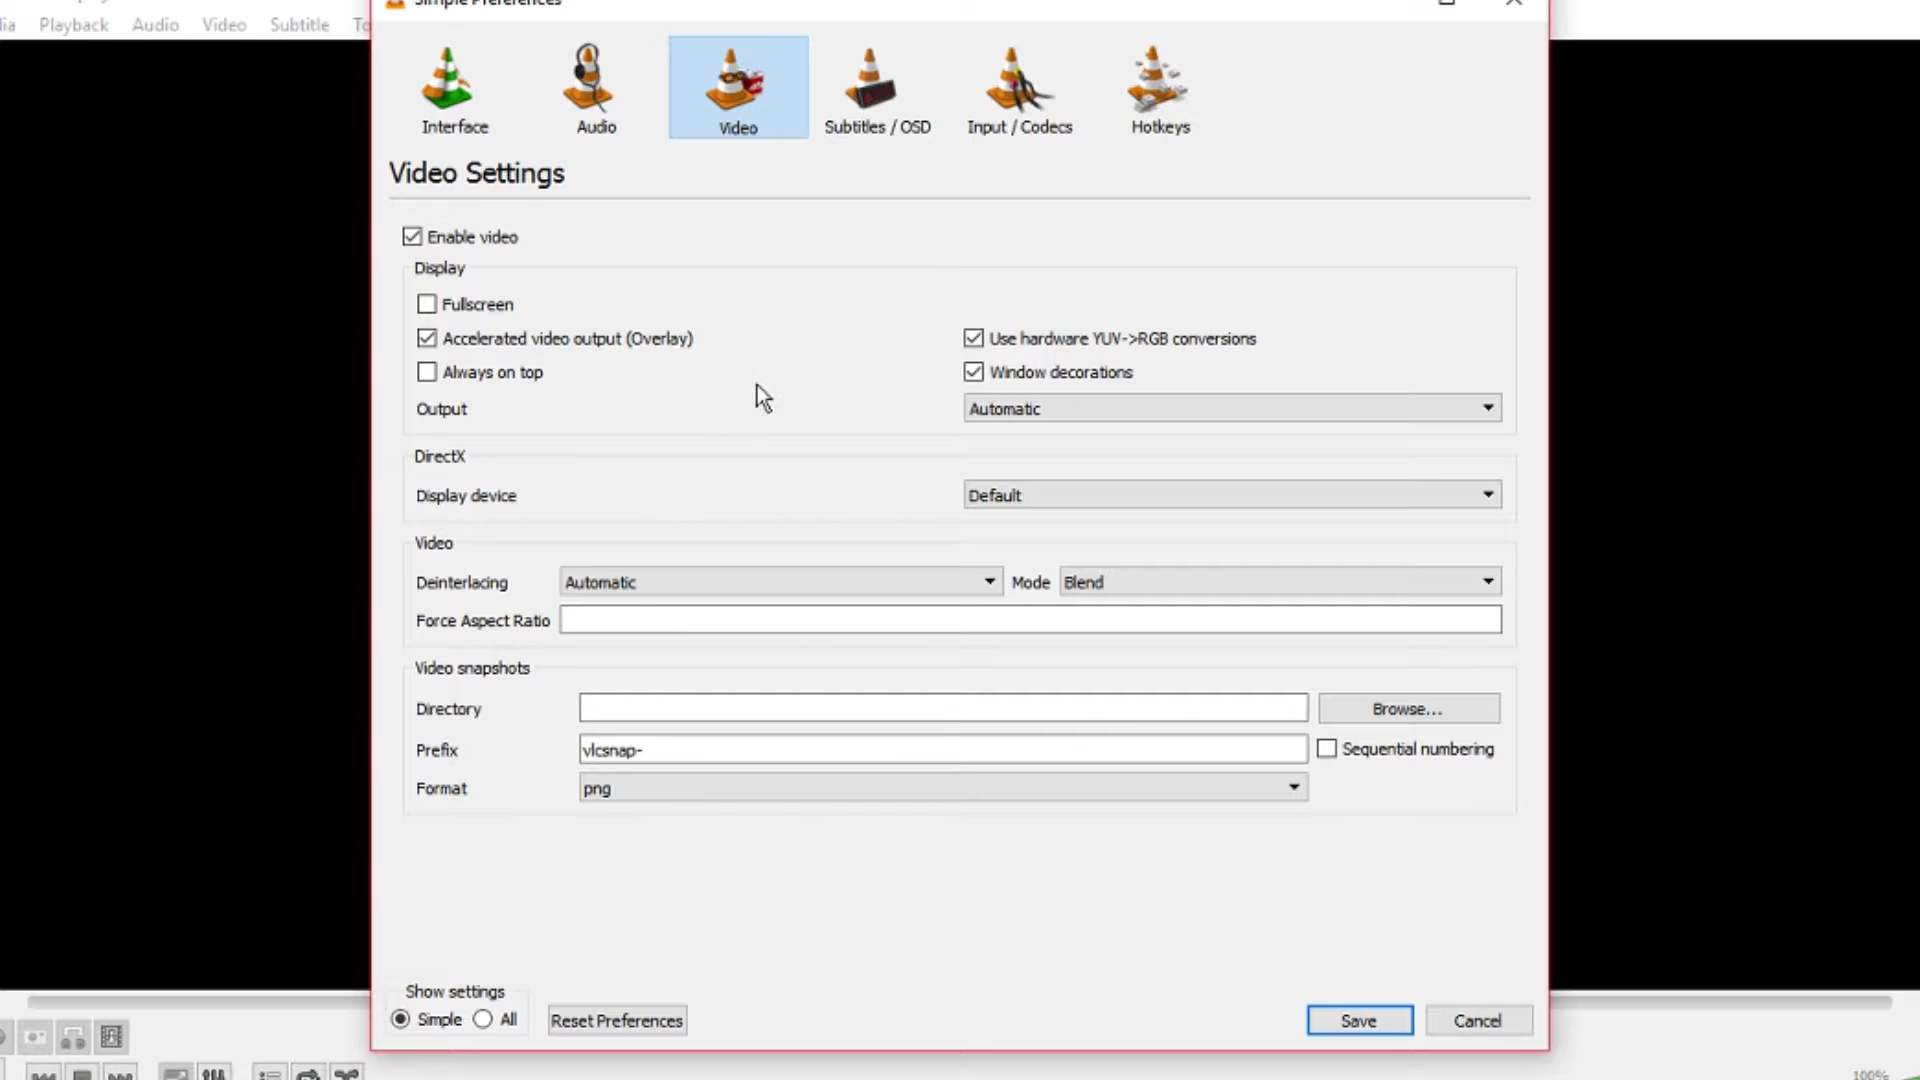 Simple Preferences
Playback Audio Video Subtitle
Interface Audio Video Subtitles / OSD Input / Codecs Hotkeys
Video Settings
Enable video
Display
Fullscreen
Accelerated video output (Overlay) Use hardware YUV->RGB conversions
Always on top Window decorations
Output Automatic
DirectX
Display device Default
Video
Deinterlacing Automatic Mode Blend
Force Aspect Ratio
Video snapshots
Directory Browse...
Prefix vlcsnap- Sequential numbering
Format png
Show settings
Simple All Reset Preferences Save Cancel
100%